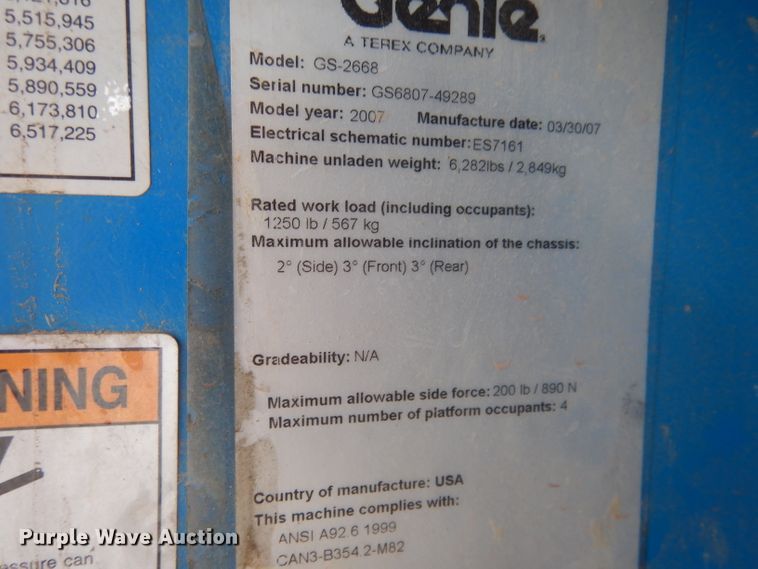 5,515,945
5,755,306
5,934,409
5,890,559
6,173,810
6,517,225
Genie
A TEREX COMPANY
Model: GS-2668
Serial number: GS6807-49289
Model year: 2007 Manufacture date: 03/30/07
Electrical schematic number: ES7161
Machine unladen weight: 6,282lbs / 2,849kg
Rated work load (including occupants):
1250 lb / 567 kg
Maximum allowable inclination of the chassis:
2° (Side) 3° (Front) 3° (Rear)
Gradeability: N/A
Maximum allowable side force: 200 lb / 890 N
Maximum number of platform occupants: 4
Country of manufacture: USA
This machine complies with:
ANSI A92.6 1999
CAN3-B354.2-M82
NING
essure can
Purple Wave Auction